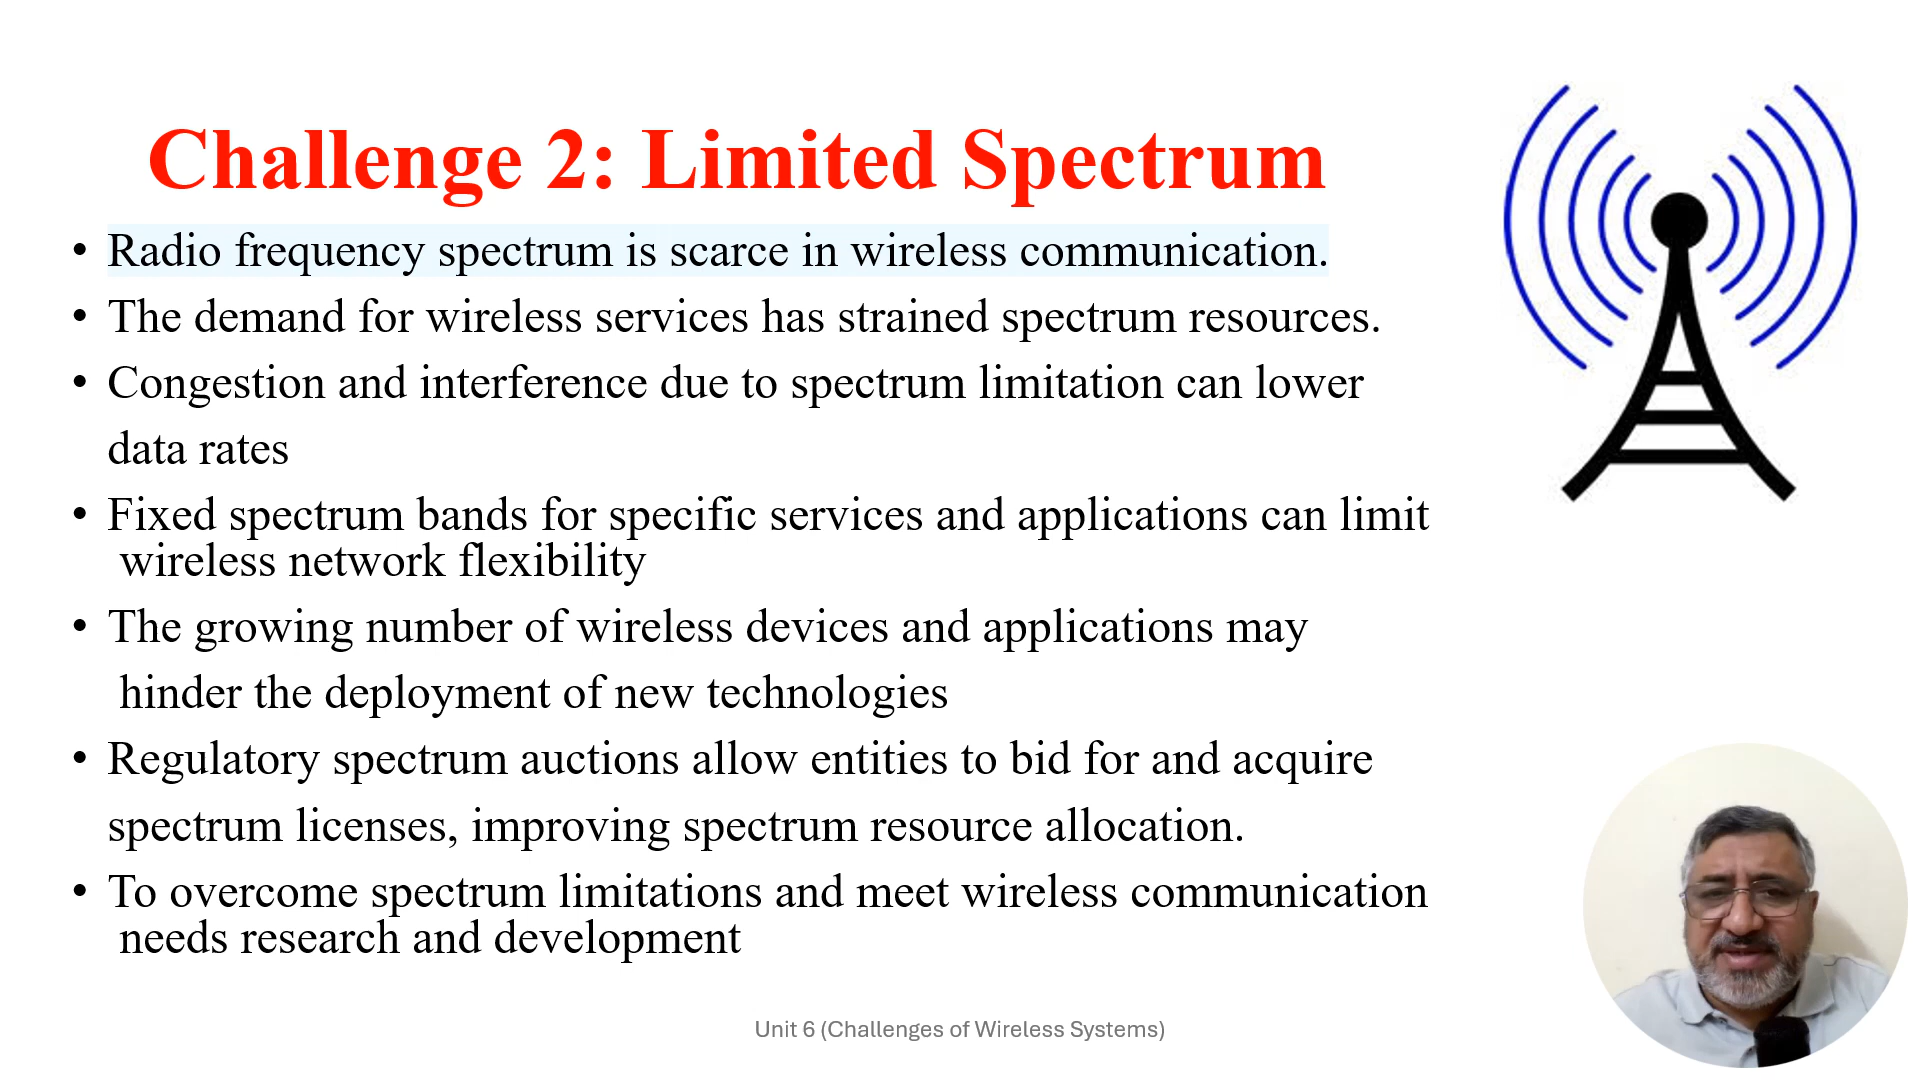 Challenge 2: Limited Spectrum
• Radio frequency spectrum is scarce in wireless communication.
• The demand for wireless services has strained spectrum resources.
• Congestion and interference due to spectrum limitation can lower
data rates
• Fixed spectrum bands for specific services and applications can limit
wireless network flexibility
• The growing number of wireless devices and applications may
hinder the deployment of new technologies
• Regulatory spectrum auctions allow entities to bid for and acquire
spectrum licenses, improving spectrum resource allocation.
• To overcome spectrum limitations and meet wireless communication
needs research and development
Unit 6 (Challenges of Wireless Systems)